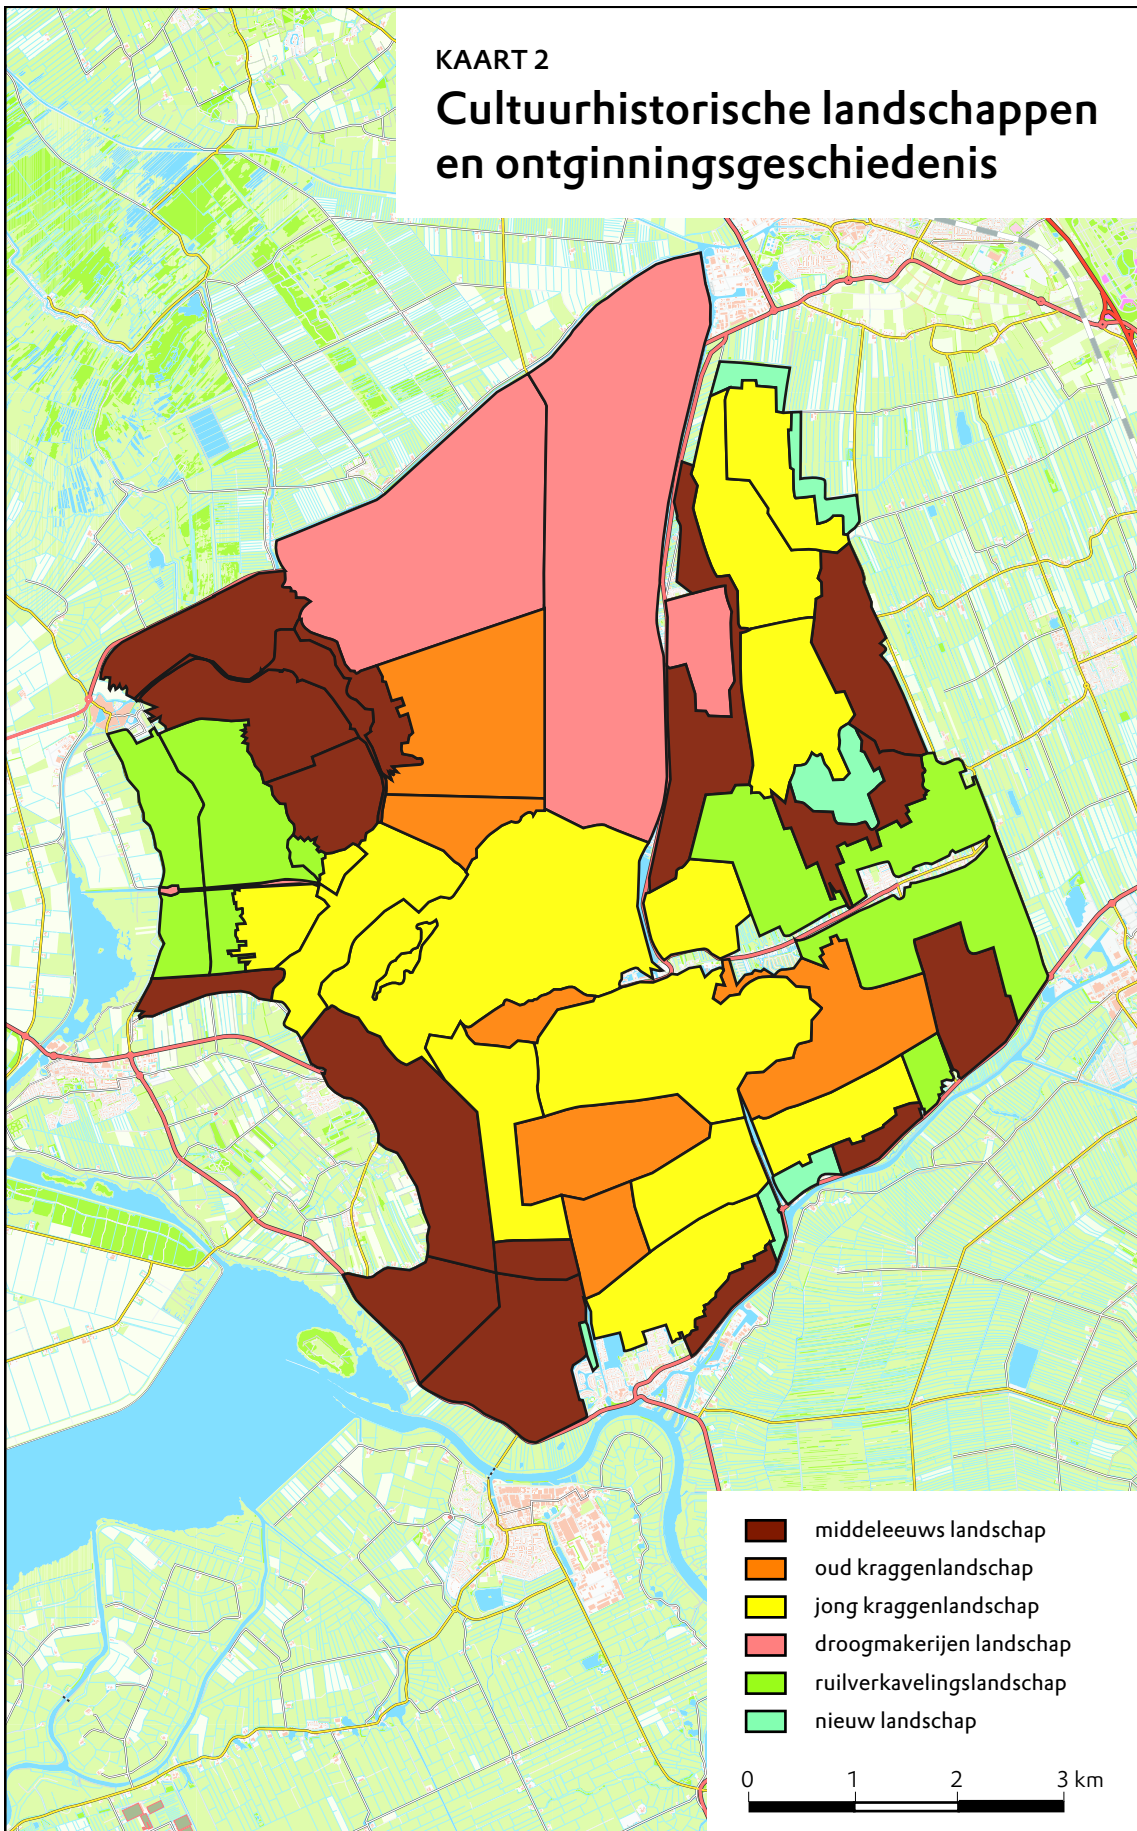 KAART 2
Cultuurhistorische landschappen
en ontginningsgeschiedenis
middeleeuws landschap
oud kraggenlandschap
jong kraggenlandschap
droogmakerijen landschap
ruilverkavelingslandschap
nieuw landschap
0 1 2 3 km